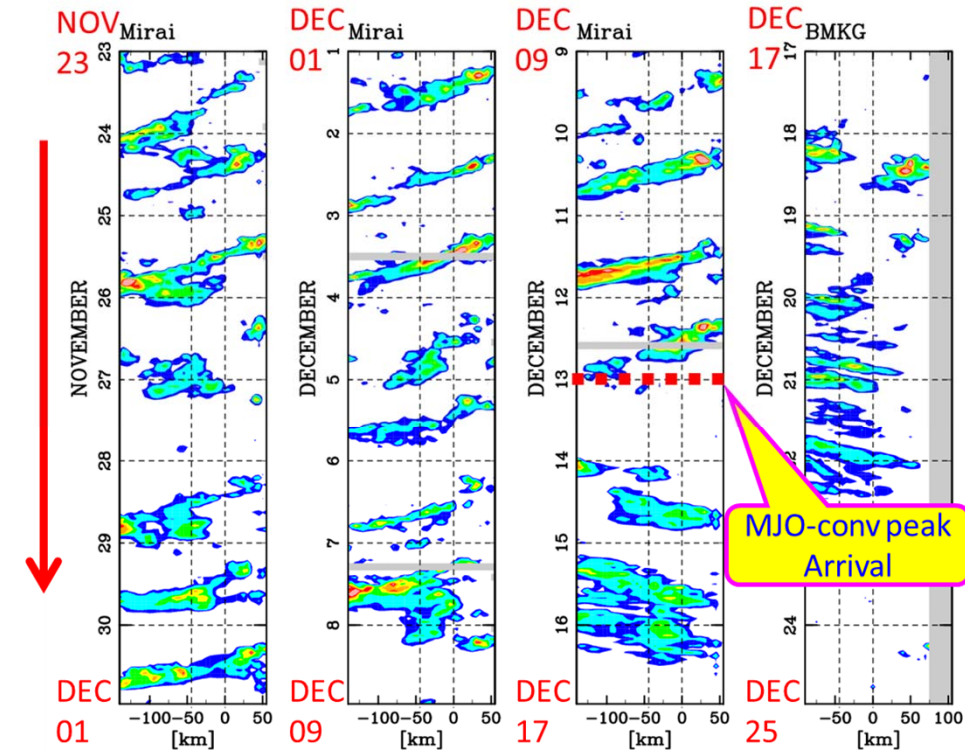 NOV Mirai
23
DEC Mirai
01
DEC Mirai
09
DEC BMKG
17
23
24
25
26
27
28
29
30
NOVEMBER
1
2
3
4
5
6
7
8
DECEMBER
9
10
11
12
13
14
15
16
DECEMBER
17
18
19
20
21
24
DECEMBER
MJO-conv peak
Arrival
-100 -50 0 50
-100 -50 0 50
-100 -50 0 50
-50 0 50 100
DEC [km]
01
DEC [km]
09
DEC [km]
17
DEC [km]
25